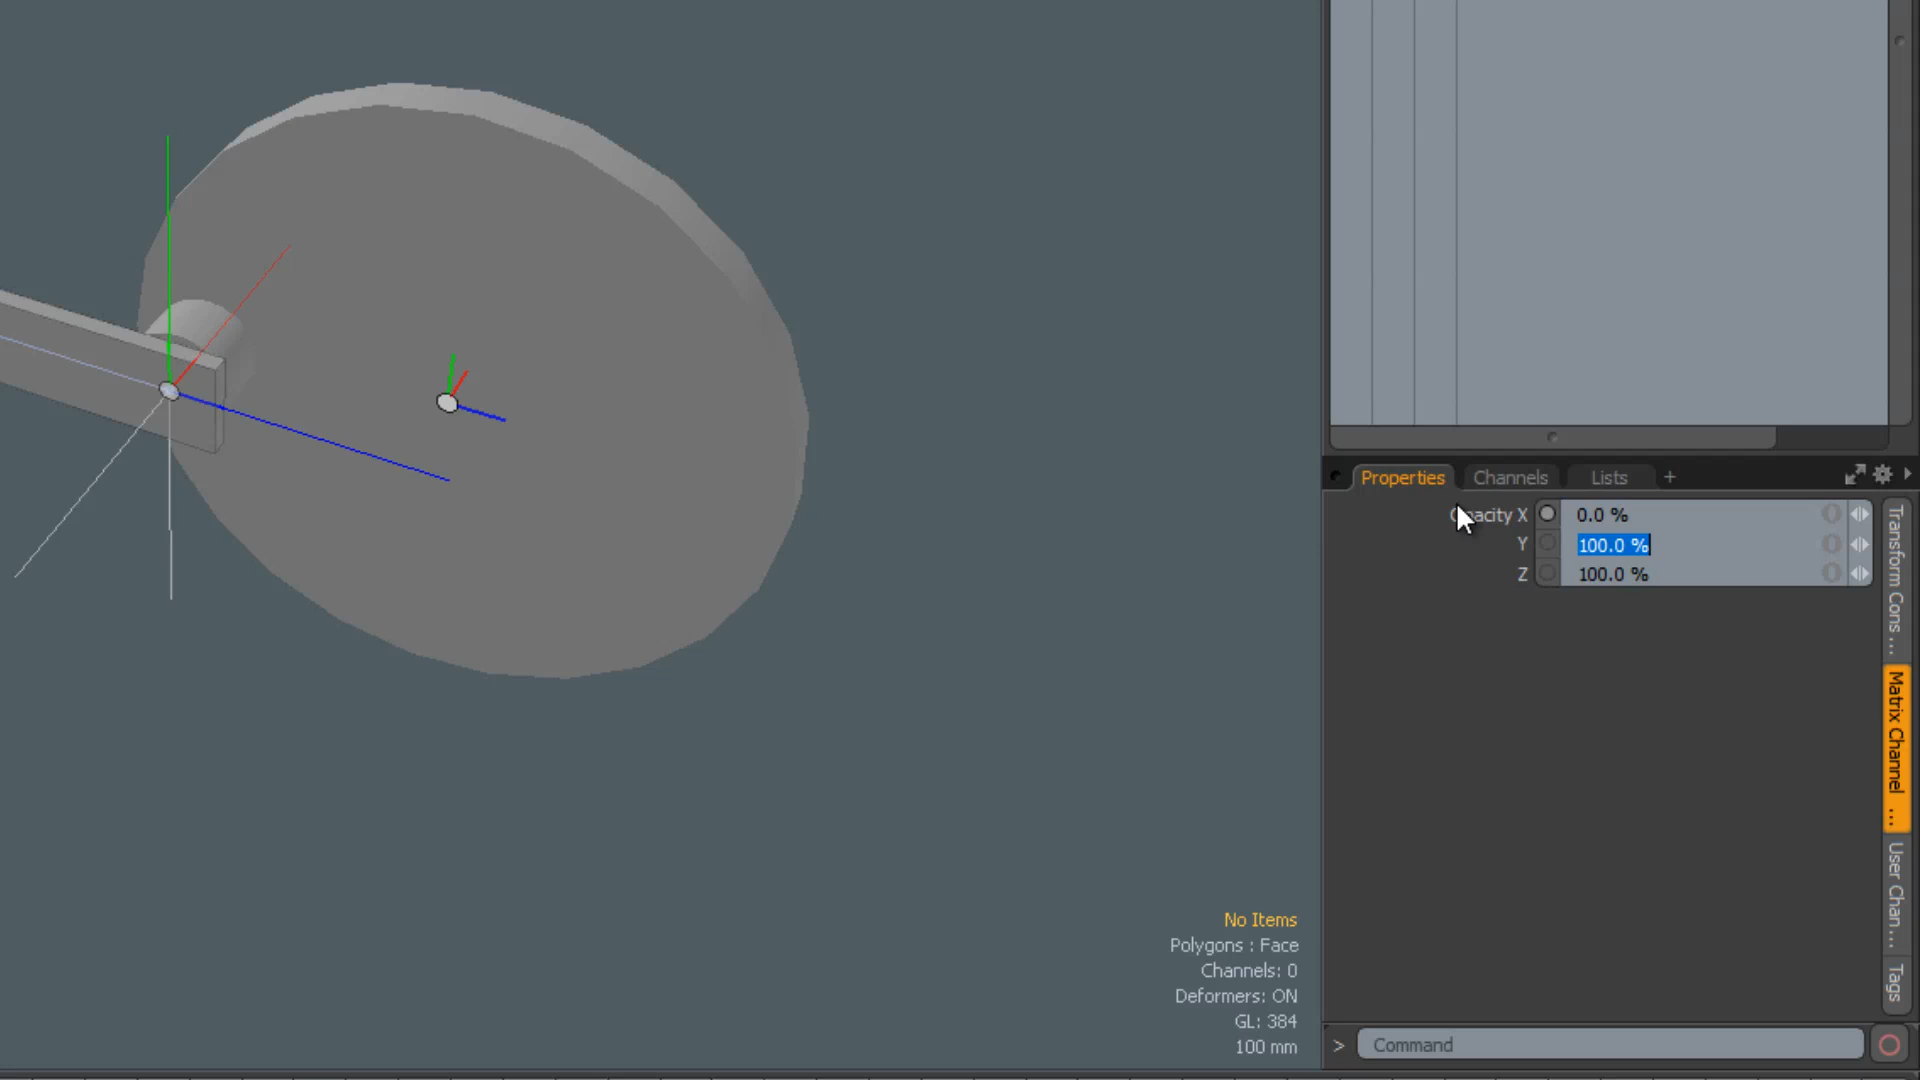 Properties
Channels
Lists
+
Opacity X
0.0 %
Y
100.0 %
Z
100.0 %
Transform Cons ...
Matrix Channel ...
User Chan...
Tags
No Items
Polygons : Face
Channels: 0
Deformers: ON
GL: 384
100 mm
>
Command